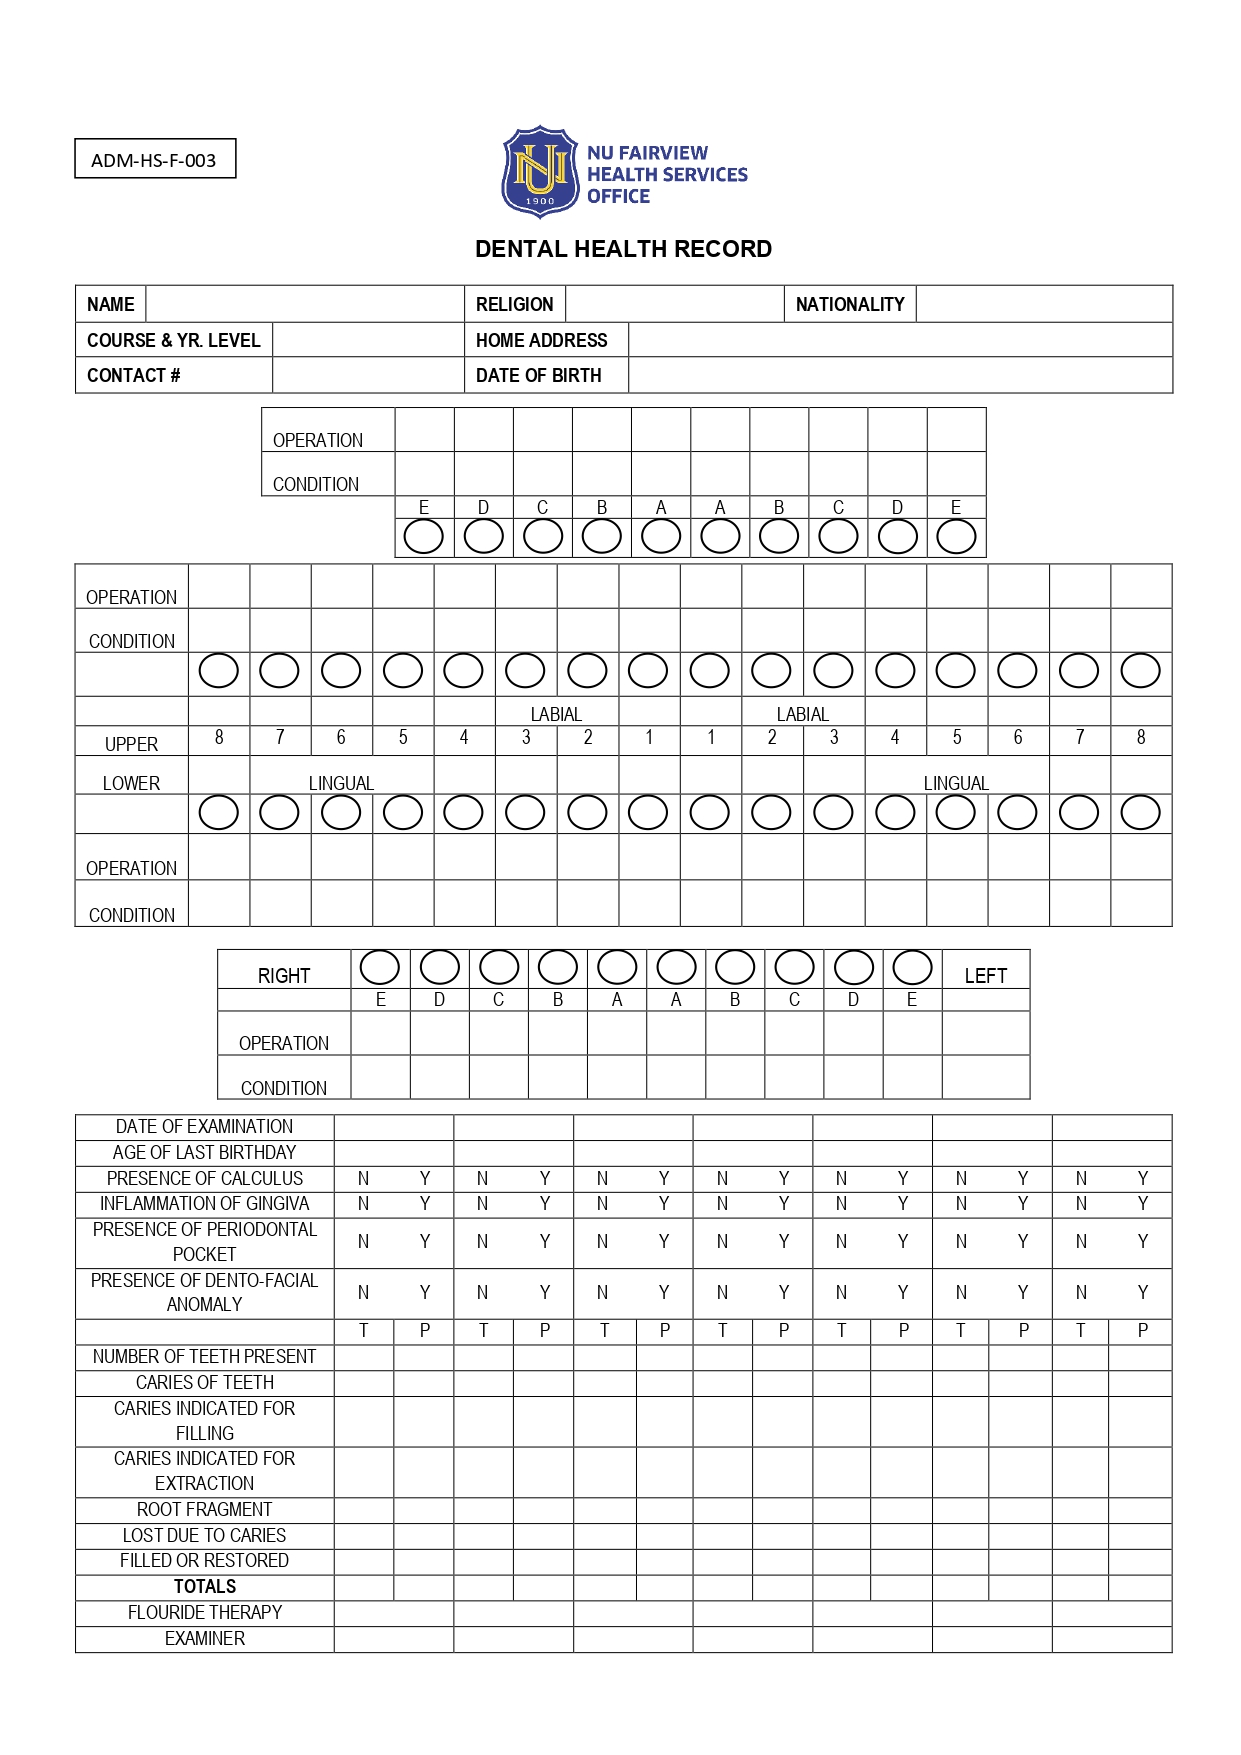 ADM-HS-F-003
NU
1900
NU FAIRVIEW
HEALTH SERVICES
OFFICE
DENTAL HEALTH RECORD
NAME RELIGION NATIONALITY
COURSE & YR. LEVEL HOME ADDRESS
CONTACT # DATE OF BIRTH
OPERATION
CONDITION
E D C B A A B C D E
OPERATION
CONDITION
LABIAL LABIAL
UPPER 8 7 6 5 4 3 2 1 1 2 3 4 5 6 7 8
LOWER LINGUAL LINGUAL
OPERATION
CONDITION
RIGHT LEFT
E D C B A A B C D E
OPERATION
CONDITION
DATE OF EXAMINATION
AGE OF LAST BIRTHDAY
PRESENCE OF CALCULUS N Y N Y N Y N Y N Y N Y N Y
INFLAMMATION OF GINGIVA N Y N Y N Y N Y N Y N Y N Y
PRESENCE OF PERIODONTAL
POCKET N Y N Y N Y N Y N Y N Y N Y
PRESENCE OF DENTO-FACIAL
ANOMALY N Y N Y N Y N Y N Y N Y N Y
T P T P T P T P T P T P T P
NUMBER OF TEETH PRESENT
CARIES OF TEETH
CARIES INDICATED FOR
FILLING
CARIES INDICATED FOR
EXTRACTION
ROOT FRAGMENT
LOST DUE TO CARIES
FILLED OR RESTORED
TOTALS
FLOURIDE THERAPY
EXAMINER